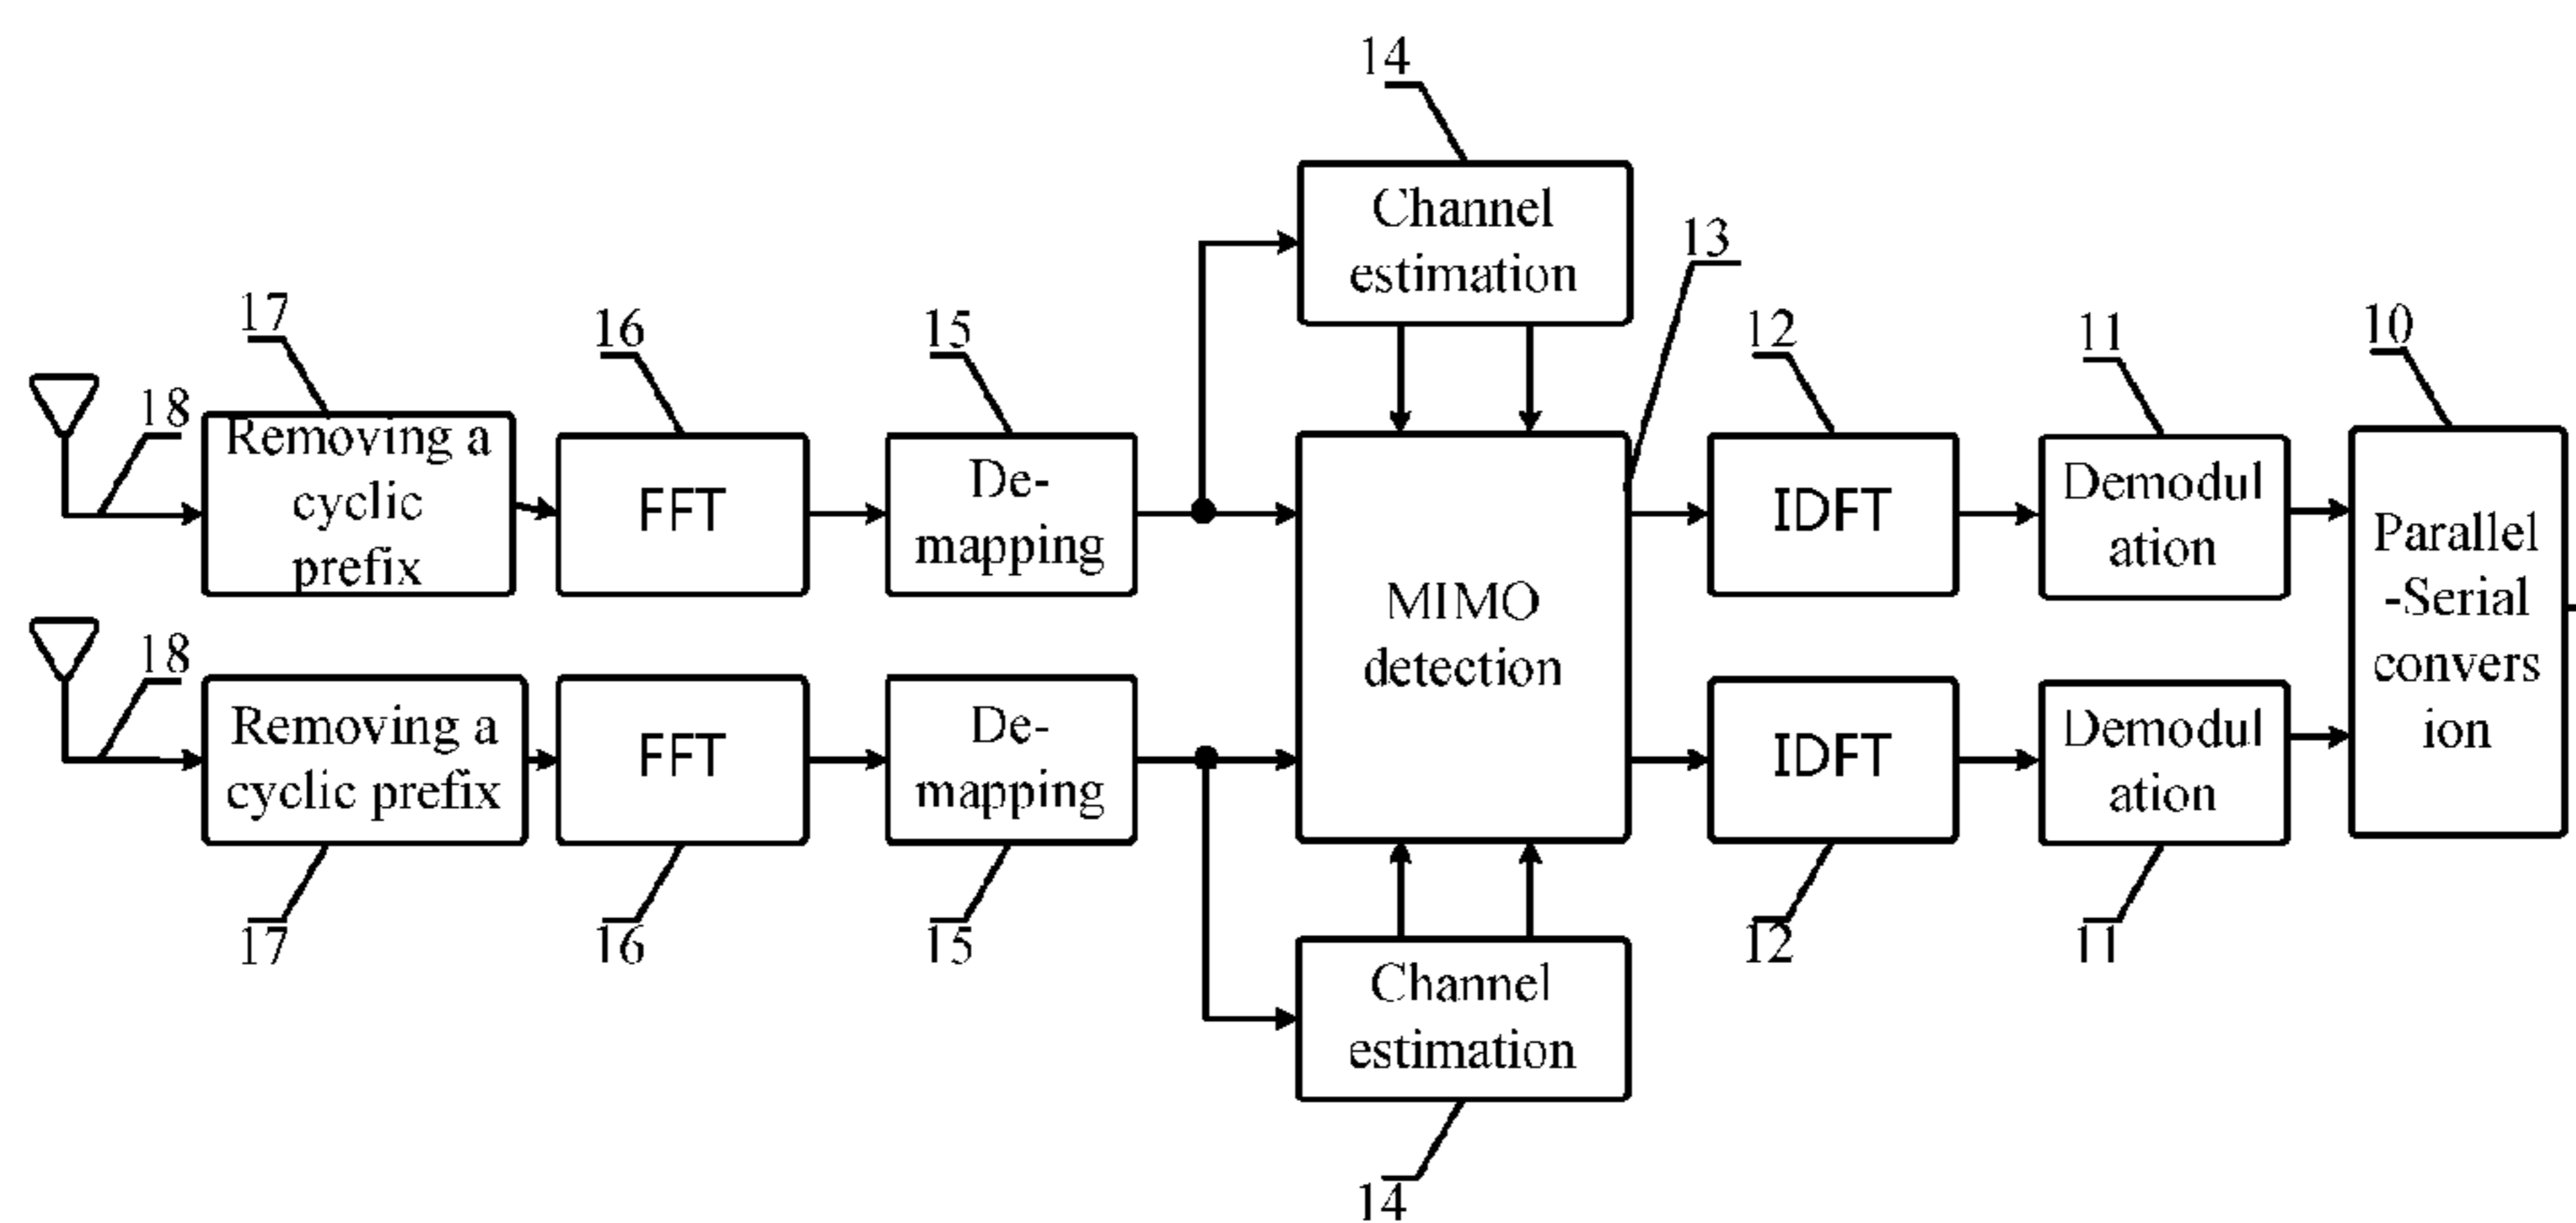 14
Channel
estimation
13
17
16
15
12
11
10
18
Removing a
cyclic
prefix
FFT
De-
mapping
MIMO
detection
IDFT
Demodul
ation
Parallel
-Serial
convers
ion
18
Removing a
cyclic prefix
FFT
De-
mapping
IDFT
Demodul
ation
17
16
15
12
11
Channel
estimation
14